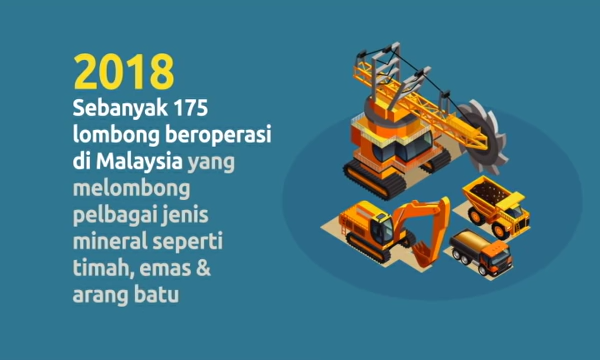 2018
Sebanyak 175
lombong beroperasi
di Malaysia yang
melombong
pelbagai jenis
mineral seperti
timah, emas &
arang batu